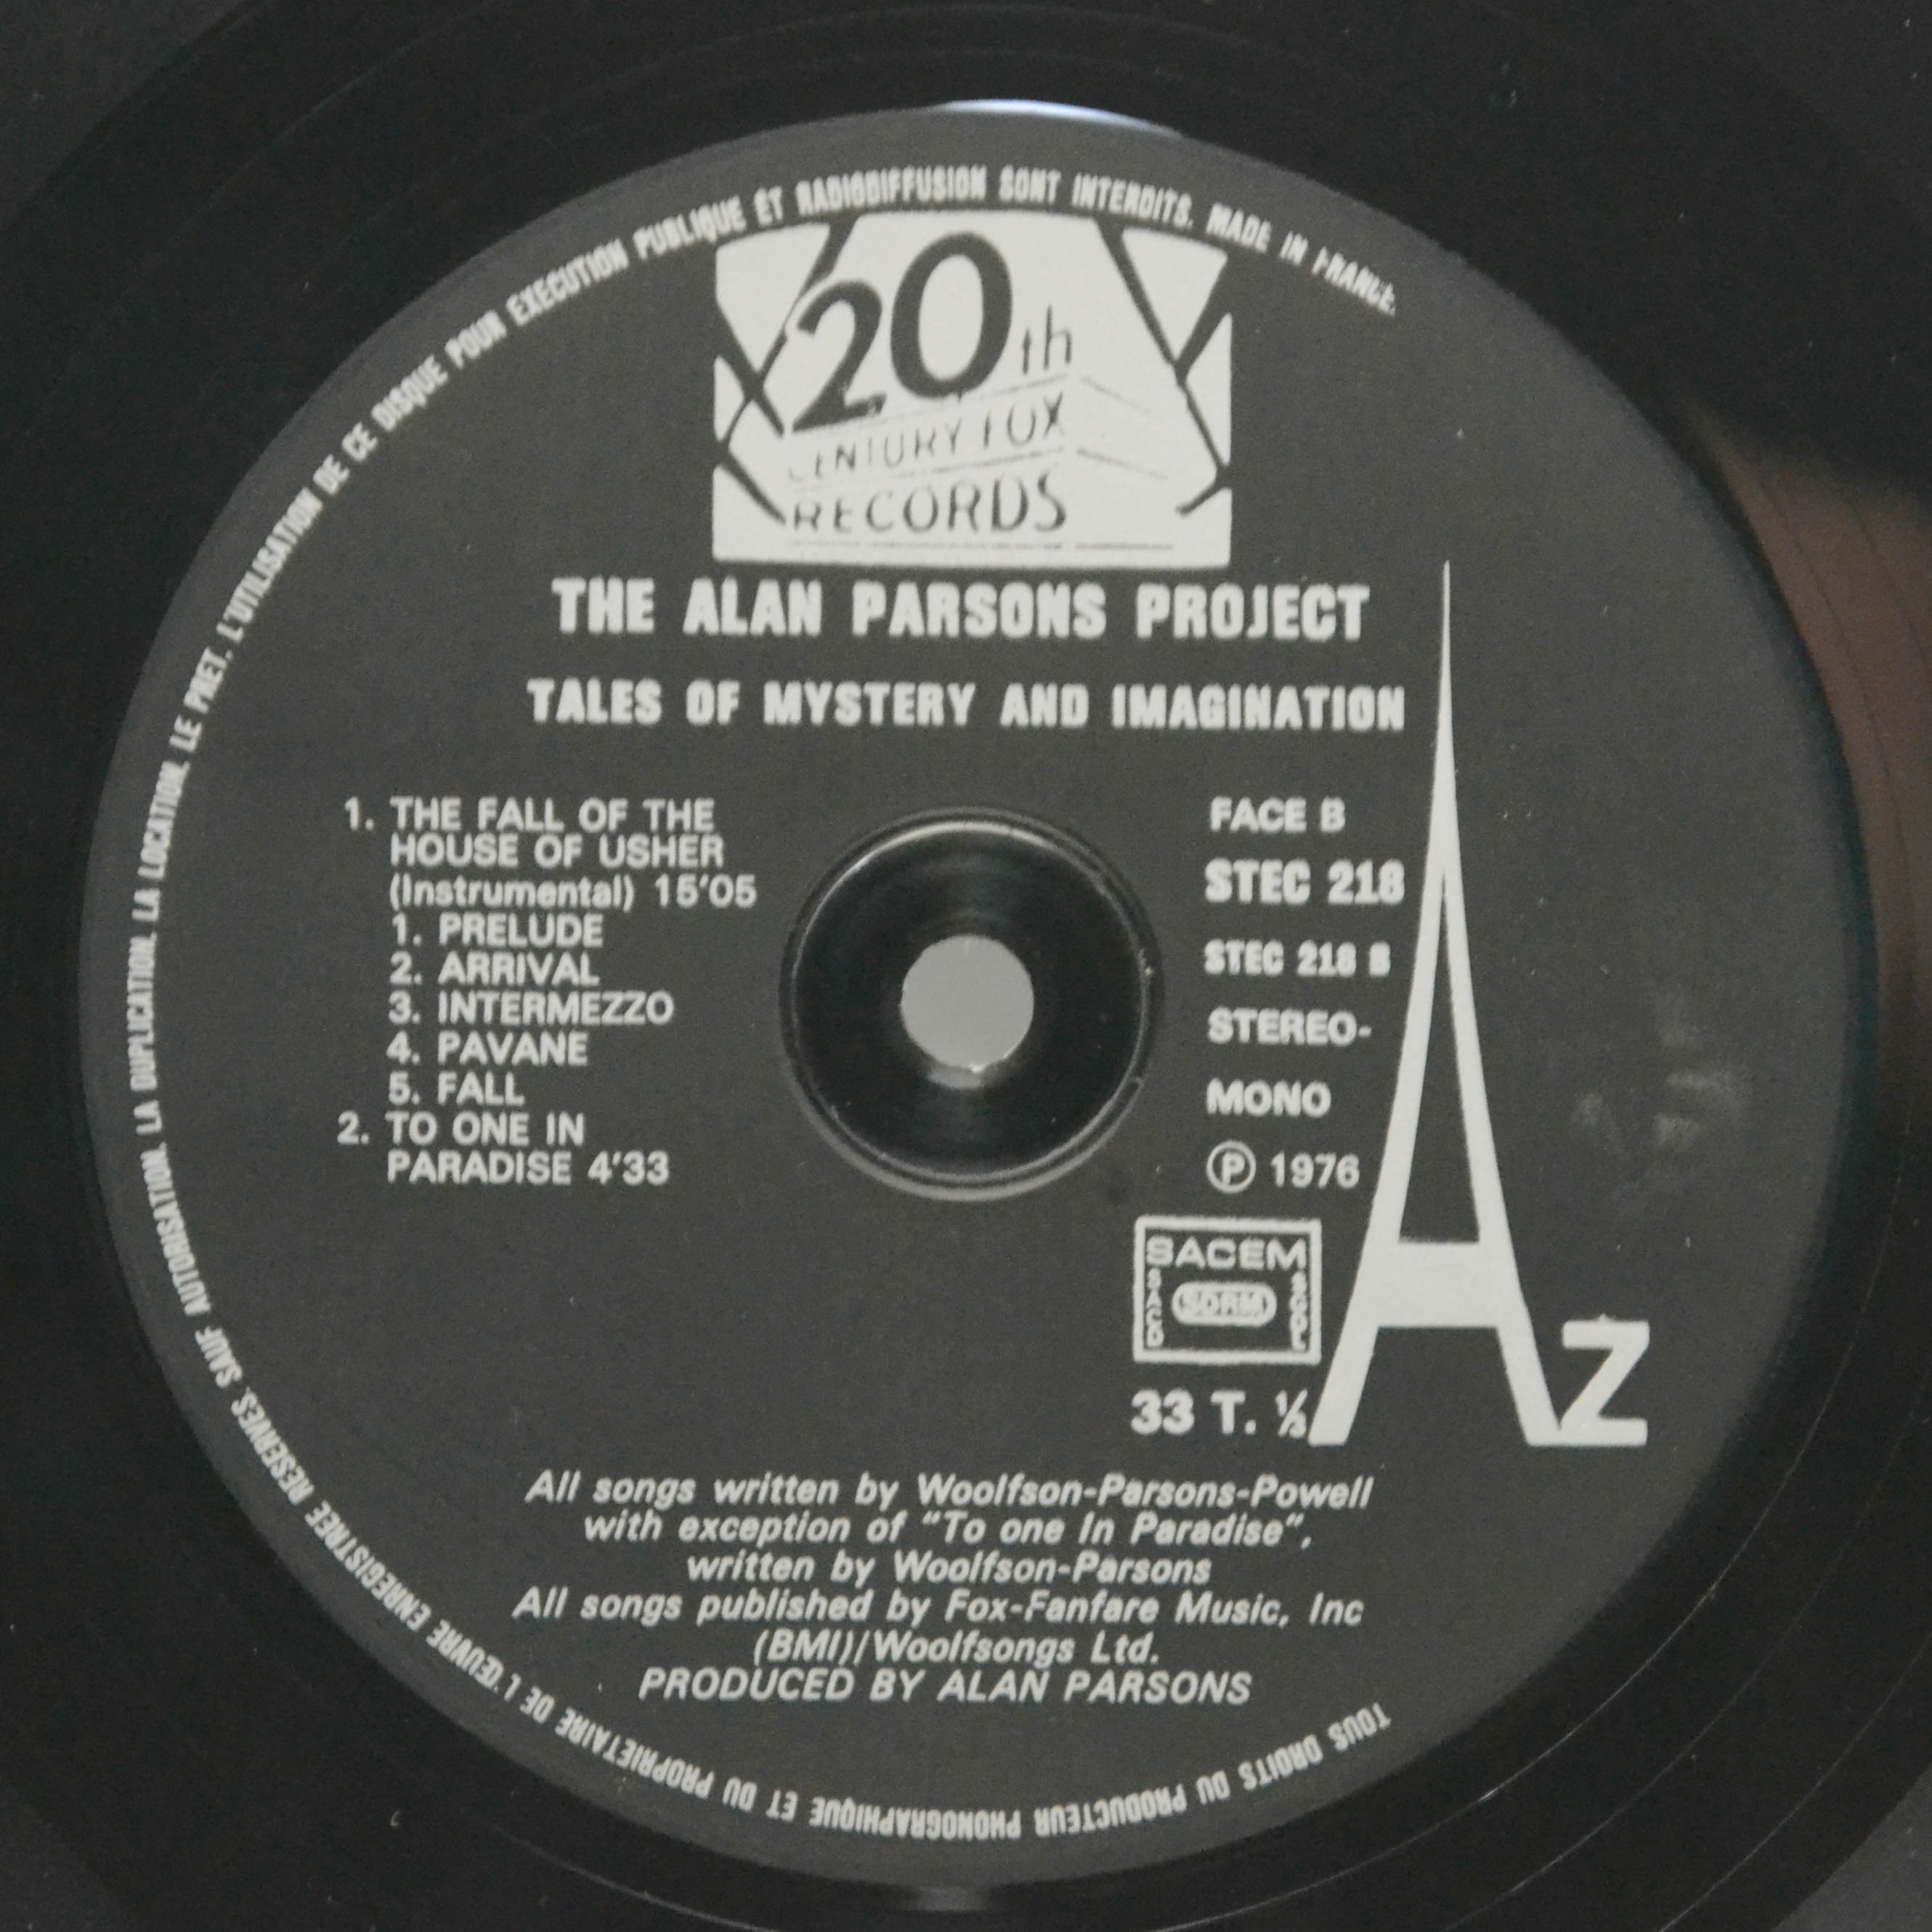 TOUS DROITS DU PRODUCTEUR PHONOGRAPHIQUE ET DU PROPRIETAIRE DE L'ŒUVRE ENREGISTREE RESERVES. SAUF AUTORISATION, LA DUPLICATION, LA LOCATION, LE PRET, L'UTILISATION DE CE DISQUE POUR EXECUTION PUBLIQUE ET RADIODIFFUSION SONT INTERDITS. MADE IN FRANCE.
20th
CENTURY FOX
RECORDS
THE ALAN PARSONS PROJECT
TALES OF MYSTERY AND IMAGINATION
1. THE FALL OF THE
HOUSE OF USHER
(Instrumental) 15'05
1. PRELUDE
2. ARRIVAL
3. INTERMEZZO
4. PAVANE
5. FALL
2. TO ONE IN
PARADISE 4'33
FACE B
STEC 218
STEC 218 B
STEREO-
MONO
℗ 1976
SACEM
SACD
SDRM
SGDL
33 T. ⅓
AZ
All songs written by Woolfson-Parsons-Powell
with exception of "To one In Paradise",
written by Woolfson-Parsons
All songs published by Fox-Fanfare Music, Inc
(BMI)/Woolfsongs Ltd.
PRODUCED BY ALAN PARSONS